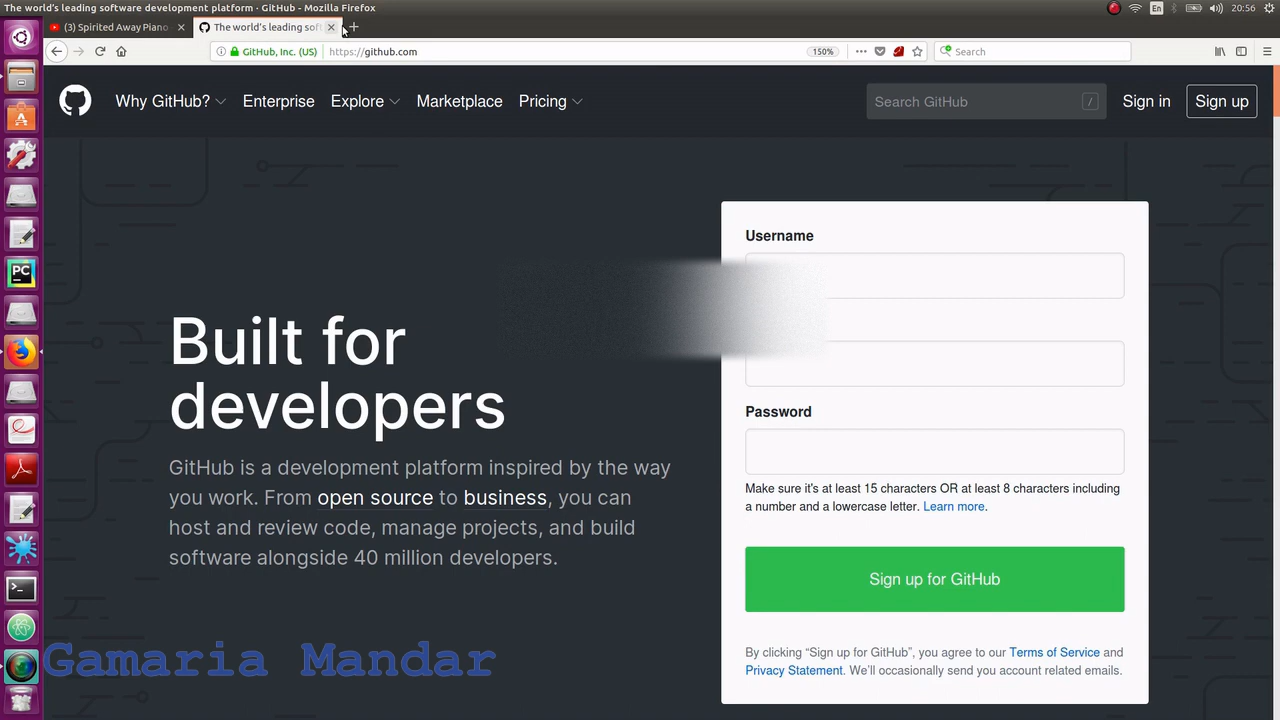 The world's leading software development platform · GitHub - Mozilla Firefox
En
20:56
(3) Spirited Away Piano
The world's leading soft
GitHub, Inc. (US)
https://github.com
150%
Search
Why GitHub?
Enterprise
Explore
Marketplace
Pricing
Search GitHub
/
Sign in
Sign up
Username
Built for
developers
Password
GitHub is a development platform inspired by the way
you work. From open source to business, you can
host and review code, manage projects, and build
software alongside 40 million developers.
Make sure it's at least 15 characters OR at least 8 characters including
a number and a lowercase letter. Learn more.
Sign up for GitHub
By clicking “Sign up for GitHub”, you agree to our Terms of Service and
Privacy Statement. We’ll occasionally send you account related emails.
PC
Gamaria Mandar